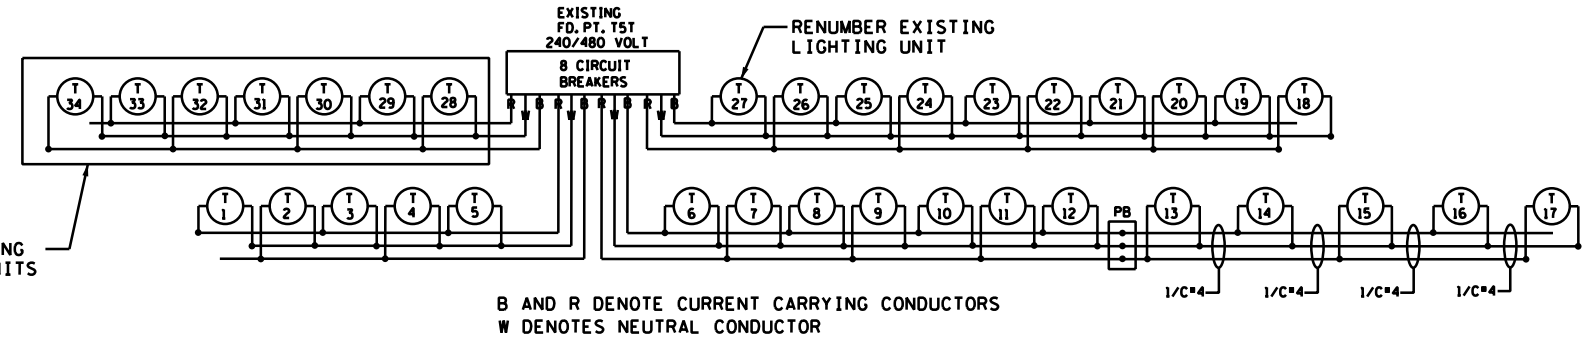 EXISTING
FD. PT. T5T
240/480 VOLT
8 CIRCUIT
BREAKERS
RENUMBER EXISTING
LIGHTING UNIT
T T T T T T T
34 33 32 31 30 29 28
R W B R W B R W B R W B
T T T T T T T T T T
27 26 25 24 23 22 21 20 19 18
T T T T T
1 2 3 4 5
T T T T T T T
6 7 8 9 10 11 12
PB
T T T T T
13 14 15 16 17
NG
ITS
1/C#4 1/C#4 1/C#4 1/C#4
B AND R DENOTE CURRENT CARRYING CONDUCTORS
W DENOTES NEUTRAL CONDUCTOR